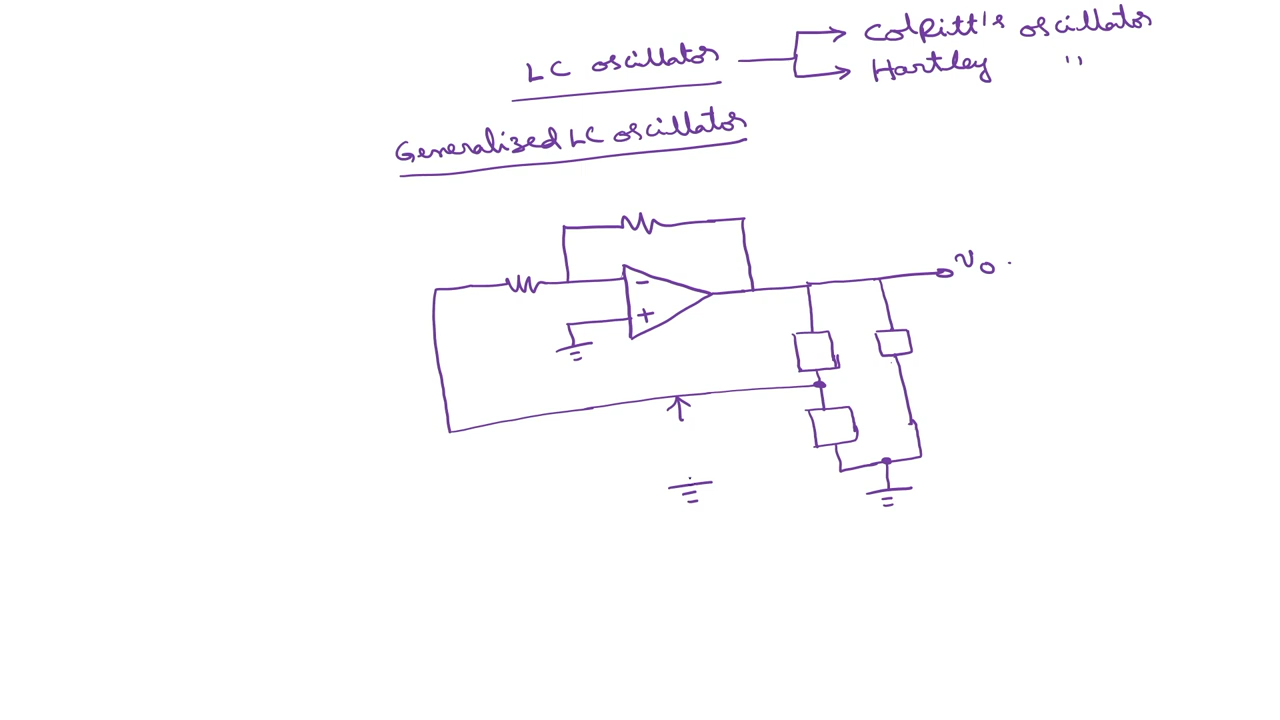 LC oscillator
Colpitt's oscillator
Hartley "
Generalized LC oscillator
-
+
v0